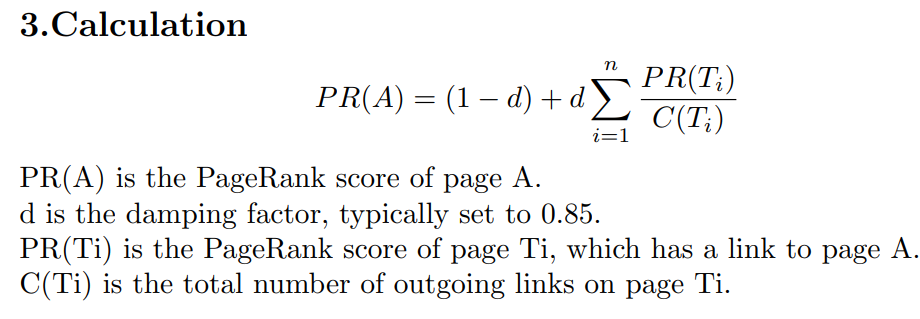 3.Calculation
PR(A) = (1 − d) + d \sum_{i=1}^{n} \frac{PR(T_i)}{C(T_i)}
PR(A) is the PageRank score of page A.
d is the damping factor, typically set to 0.85.
PR(Ti) is the PageRank score of page Ti, which has a link to page A.
C(Ti) is the total number of outgoing links on page Ti.